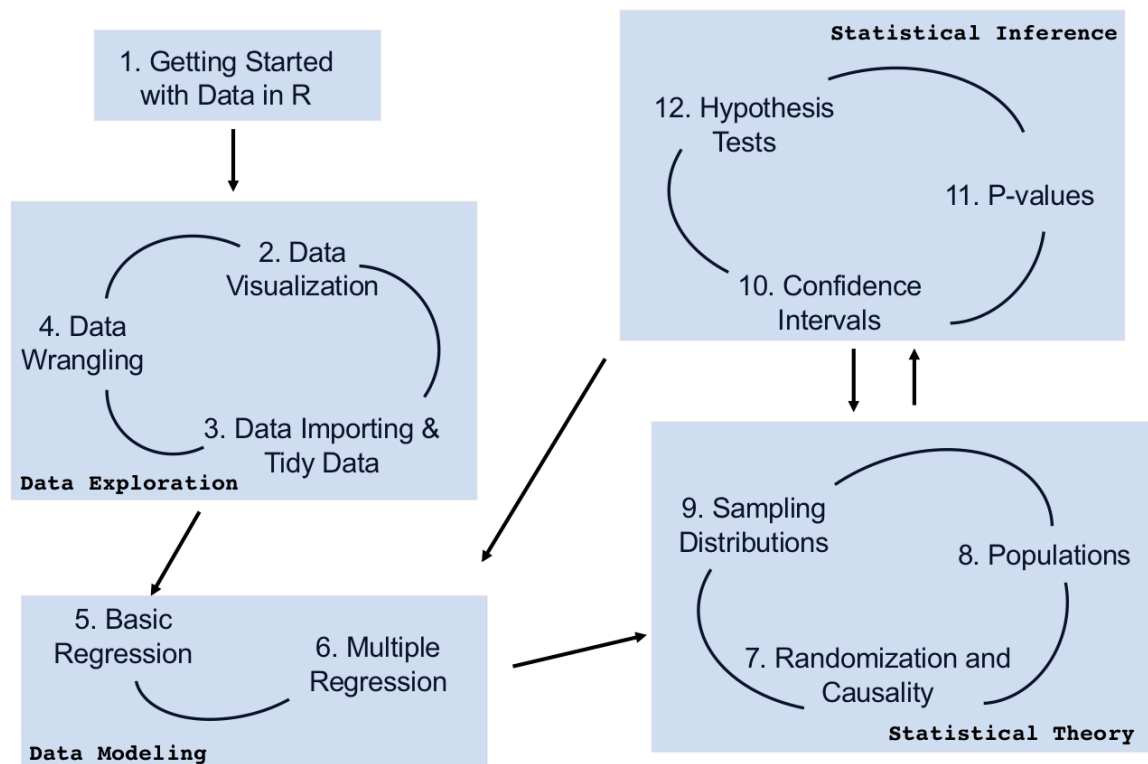 1. Getting Started
with Data in R
2. Data
Visualization
4. Data
Wrangling
3. Data Importing &
Tidy Data
Data Exploration
5. Basic
Regression
6. Multiple
Regression
Data Modeling
Statistical Inference
12. Hypothesis
Tests
11. P-values
10. Confidence
Intervals
9. Sampling
Distributions
8. Populations
7. Randomization and
Causality
Statistical Theory